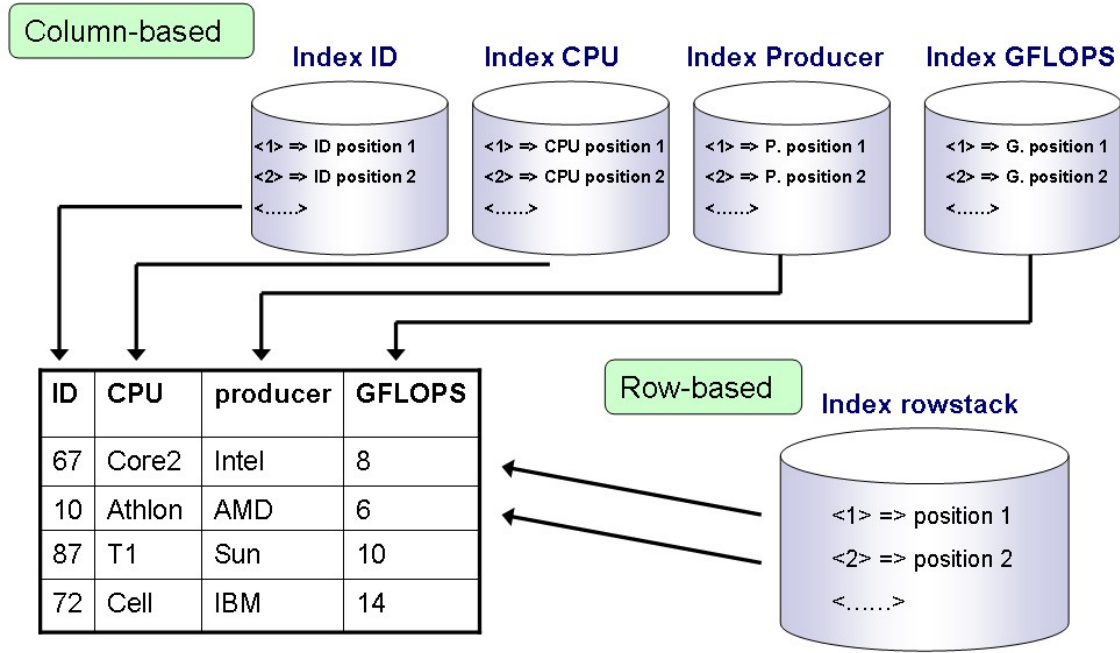 Column-based
Index ID
Index CPU
Index Producer
Index GFLOPS
<1> => ID position 1
<2> => ID position 2
<......>
<1> => CPU position 1
<2> => CPU position 2
<......>
<1> => P. position 1
<2> => P. position 2
<......>
<1> => G. position 1
<2> => G. position 2
<......>
ID CPU producer GFLOPS
67 Core2 Intel 8
10 Athlon AMD 6
87 T1 Sun 10
72 Cell IBM 14
Row-based
Index rowstack
<1> => position 1
<2> => position 2
<......>